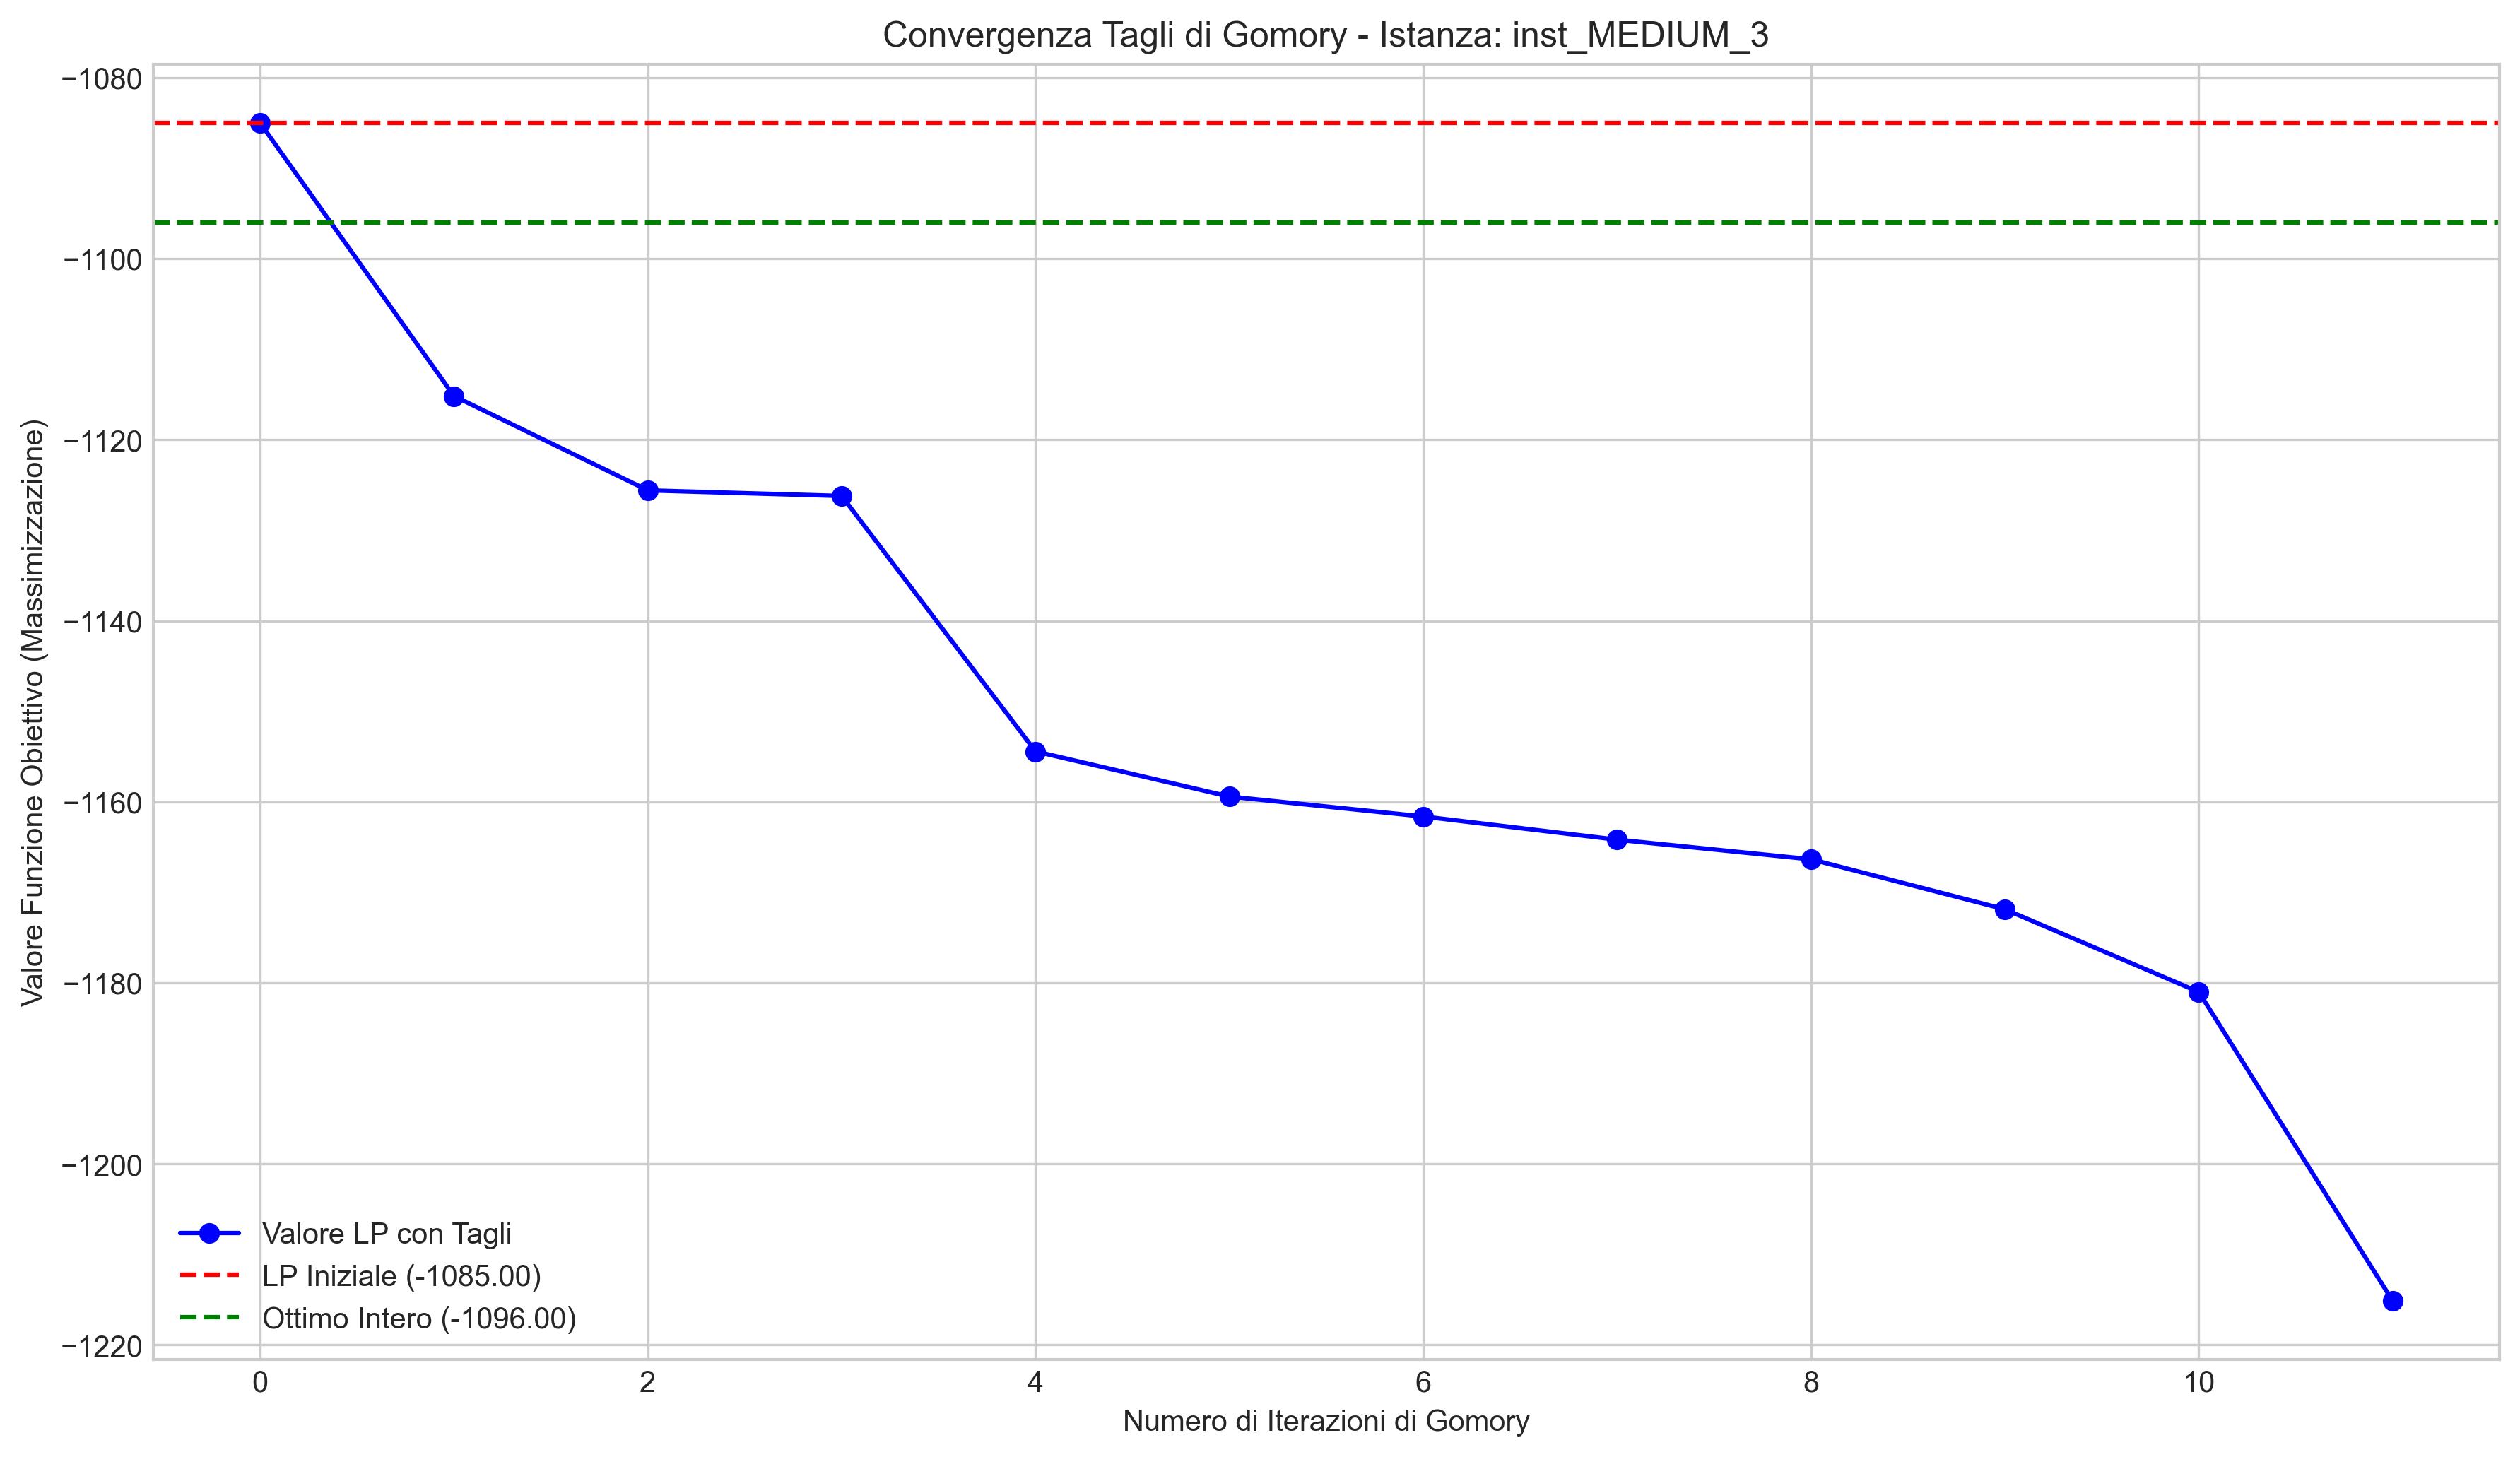 Convergenza Tagli di Gomory - Istanza: inst_MEDIUM_3
Valore Funzione Obiettivo (Massimizzazione)
−1080
−1100
−1120
−1140
−1160
−1180
−1200
−1220
Valore LP con Tagli
LP Iniziale (-1085.00)
Ottimo Intero (-1096.00)
0 2 4 6 8 10
Numero di Iterazioni di Gomory